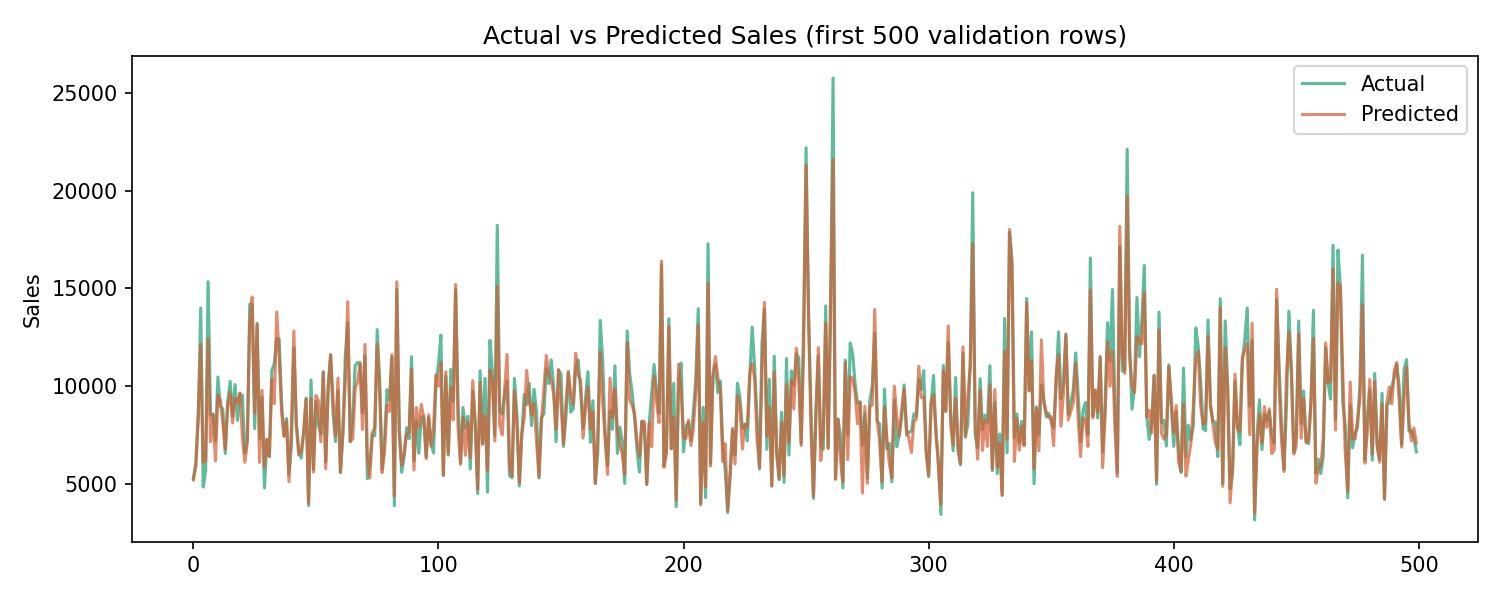 Actual vs Predicted Sales (first 500 validation rows)
Actual
Predicted
25000
20000
15000
10000
5000
Sales
0 100 200 300 400 500